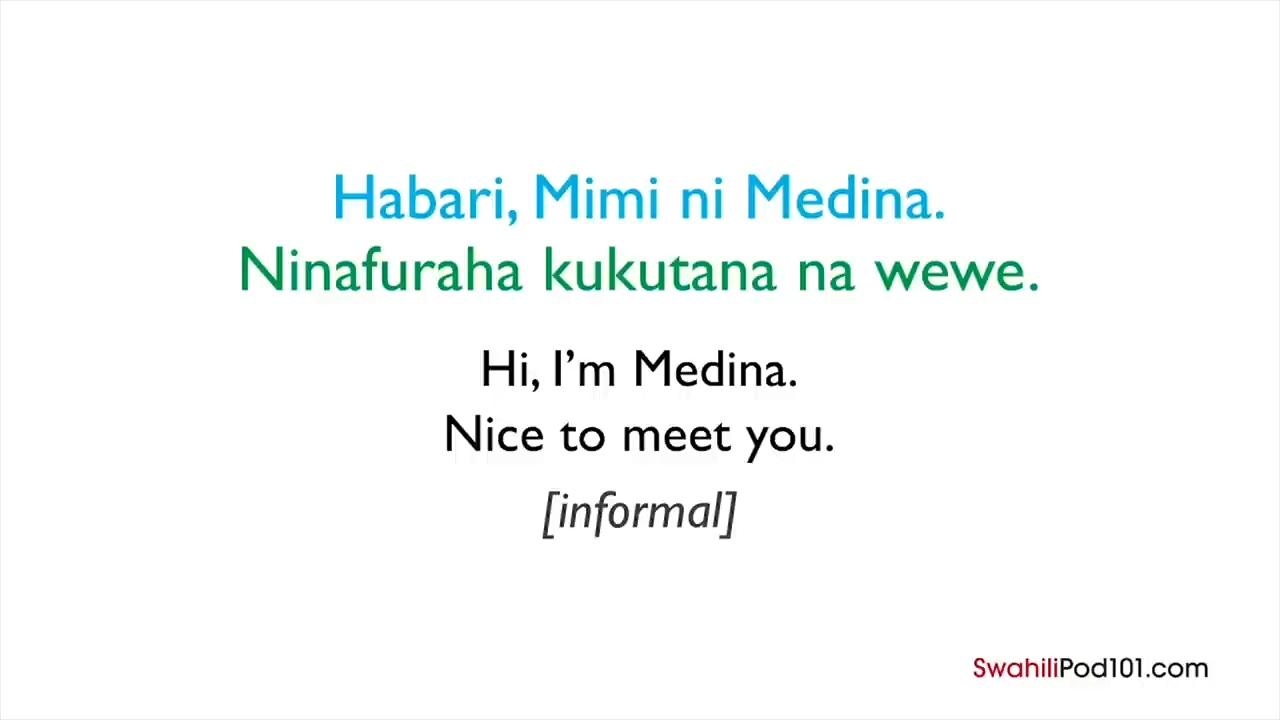 Habari, Mimi ni Medina.
Ninafuraha kukutana na wewe.
Hi, I’m Medina.
Nice to meet you.
[informal]
SwahiliPod101.com